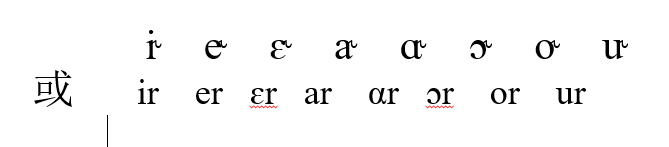 i˞ e˞ ɛ˞ a˞ ɑ˞ ɔ˞ o˞ u˞
或 ir er ɛr ar ɑr ɔr or ur